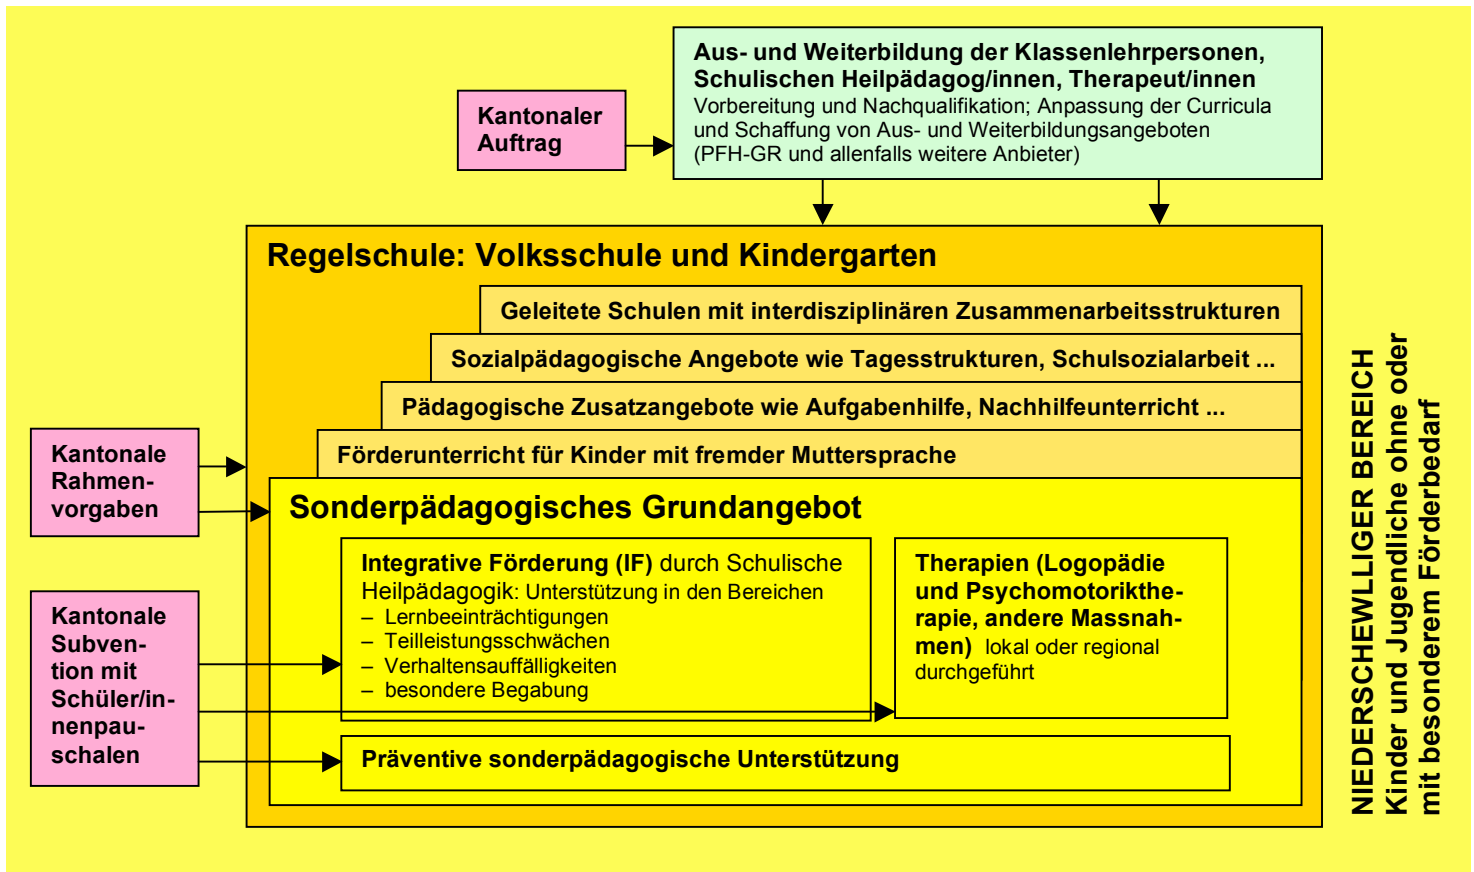 Aus- und Weiterbildung der Klassenlehrpersonen,
Schulischen Heilpädagog/innen, Therapeut/innen
Vorbereitung und Nachqualifikation; Anpassung der Curricula
und Schaffung von Aus- und Weiterbildungsangeboten
(PFH-GR und allenfalls weitere Anbieter)
Kantonaler
Auftrag
Regelschule: Volksschule und Kindergarten
Geleitete Schulen mit interdisziplinären Zusammenarbeitsstrukturen
Sozialpädagogische Angebote wie Tagesstrukturen, Schulsozialarbeit ...
Pädagogische Zusatzangebote wie Aufgabenhilfe, Nachhilfeunterricht ...
Förderunterricht für Kinder mit fremder Muttersprache
Kantonale
Rahmen-
vorgaben
Sonderpädagogisches Grundangebot
Integrative Förderung (IF) durch Schulische
Heilpädagogik: Unterstützung in den Bereichen
– Lernbeeinträchtigungen
– Teilleistungsschwächen
– Verhaltensauffälligkeiten
– besondere Begabung
Therapien (Logopädie
und Psychomotorikthe-
rapie, andere Massnah-
men) lokal oder regional
durchgeführt
Kantonale
Subven-
tion mit
Schüler/in-
nenpau-
schalen
Präventive sonderpädagogische Unterstützung
NIEDERSCHEWLLIGER BEREICH
Kinder und Jugendliche ohne oder
mit besonderem Förderbedarf